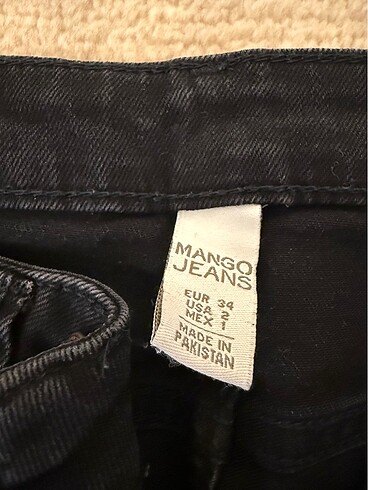 MANGO
JEANS
EUR 34
USA 2
MEX 1
MADE IN
PAKISTAN